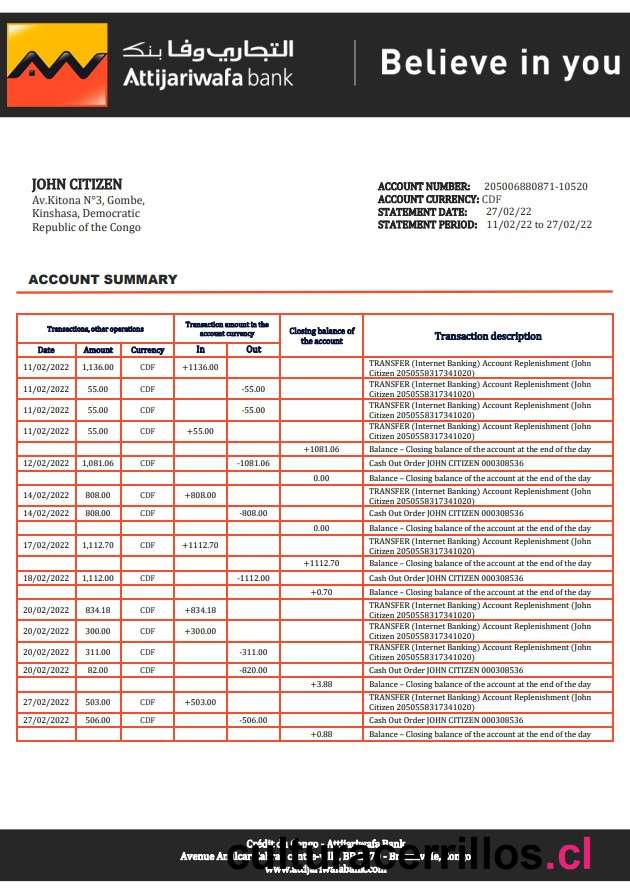 التجاري وفا بنك
Attijariwafa bank
Believe in you
JOHN CITIZEN
Av.Kitona N°3, Gombe,
Kinshasa, Democratic
Republic of the Congo
ACCOUNT NUMBER: 205006880871-10520
ACCOUNT CURRENCY: CDF
STATEMENT DATE: 27/02/22
STATEMENT PERIOD: 11/02/22 to 27/02/22
ACCOUNT SUMMARY
Transactions, other operations
Transaction amount in the
account currency
Closing balance of
the account
Transaction description
Date Amount Currency In Out
11/02/2022 1,136.00 CDF +1136.00 TRANSFER (Internet Banking) Account Replenishment (John
Citizen 2050558317341020)
11/02/2022 55.00 CDF -55.00 TRANSFER (Internet Banking) Account Replenishment (John
Citizen 2050558317341020)
11/02/2022 55.00 CDF -55.00 TRANSFER (Internet Banking) Account Replenishment (John
Citizen 2050558317341020)
11/02/2022 55.00 CDF +55.00 TRANSFER (Internet Banking) Account Replenishment (John
Citizen 2050558317341020)
+1081.06 Balance – Closing balance of the account at the end of the day
12/02/2022 1,081.06 CDF -1081.06 Cash Out Order JOHN CITIZEN 000308536
0.00 Balance – Closing balance of the account at the end of the day
14/02/2022 808.00 CDF +808.00 TRANSFER (Internet Banking) Account Replenishment (John
Citizen 2050558317341020)
14/02/2022 808.00 CDF -808.00 Cash Out Order JOHN CITIZEN 000308536
0.00 Balance – Closing balance of the account at the end of the day
17/02/2022 1,112.70 CDF +1112.70 TRANSFER (Internet Banking) Account Replenishment (John
Citizen 2050558317341020)
+1112.70 Balance – Closing balance of the account at the end of the day
18/02/2022 1,112.00 CDF -1112.00 Cash Out Order JOHN CITIZEN 000308536
+0.70 Balance – Closing balance of the account at the end of the day
20/02/2022 834.18 CDF +834.18 TRANSFER (Internet Banking) Account Replenishment (John
Citizen 2050558317341020)
20/02/2022 300.00 CDF +300.00 TRANSFER (Internet Banking) Account Replenishment (John
Citizen 2050558317341020)
20/02/2022 311.00 CDF -311.00 TRANSFER (Internet Banking) Account Replenishment (John
Citizen 2050558317341020)
20/02/2022 82.00 CDF -820.00 Cash Out Order JOHN CITIZEN 000308536
+3.88 Balance – Closing balance of the account at the end of the day
27/02/2022 503.00 CDF +503.00 TRANSFER (Internet Banking) Account Replenishment (John
Citizen 2050558317341020)
27/02/2022 506.00 CDF -506.00 Cash Out Order JOHN CITIZEN 000308536
+0.88 Balance – Closing balance of the account at the end of the day
Crédit du Congo – Attijariwafa Bank
Avenue Congo
www.attijariwafabank.com
culturacerrillos.cl